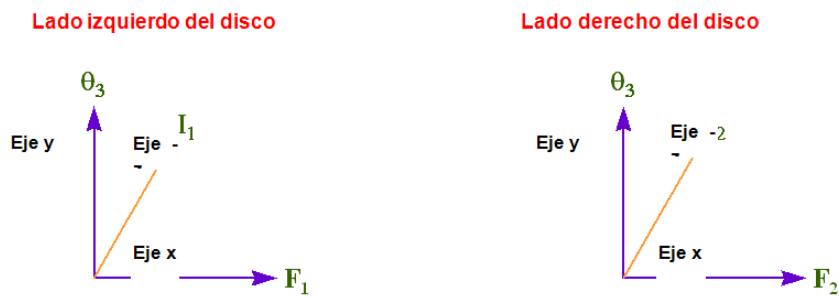 Lado izquierdo del disco
Lado derecho del disco
θ3
θ3
Eje y
Eje -
I1
Eje y
Eje -2
Eje x
Eje x
F1
F2